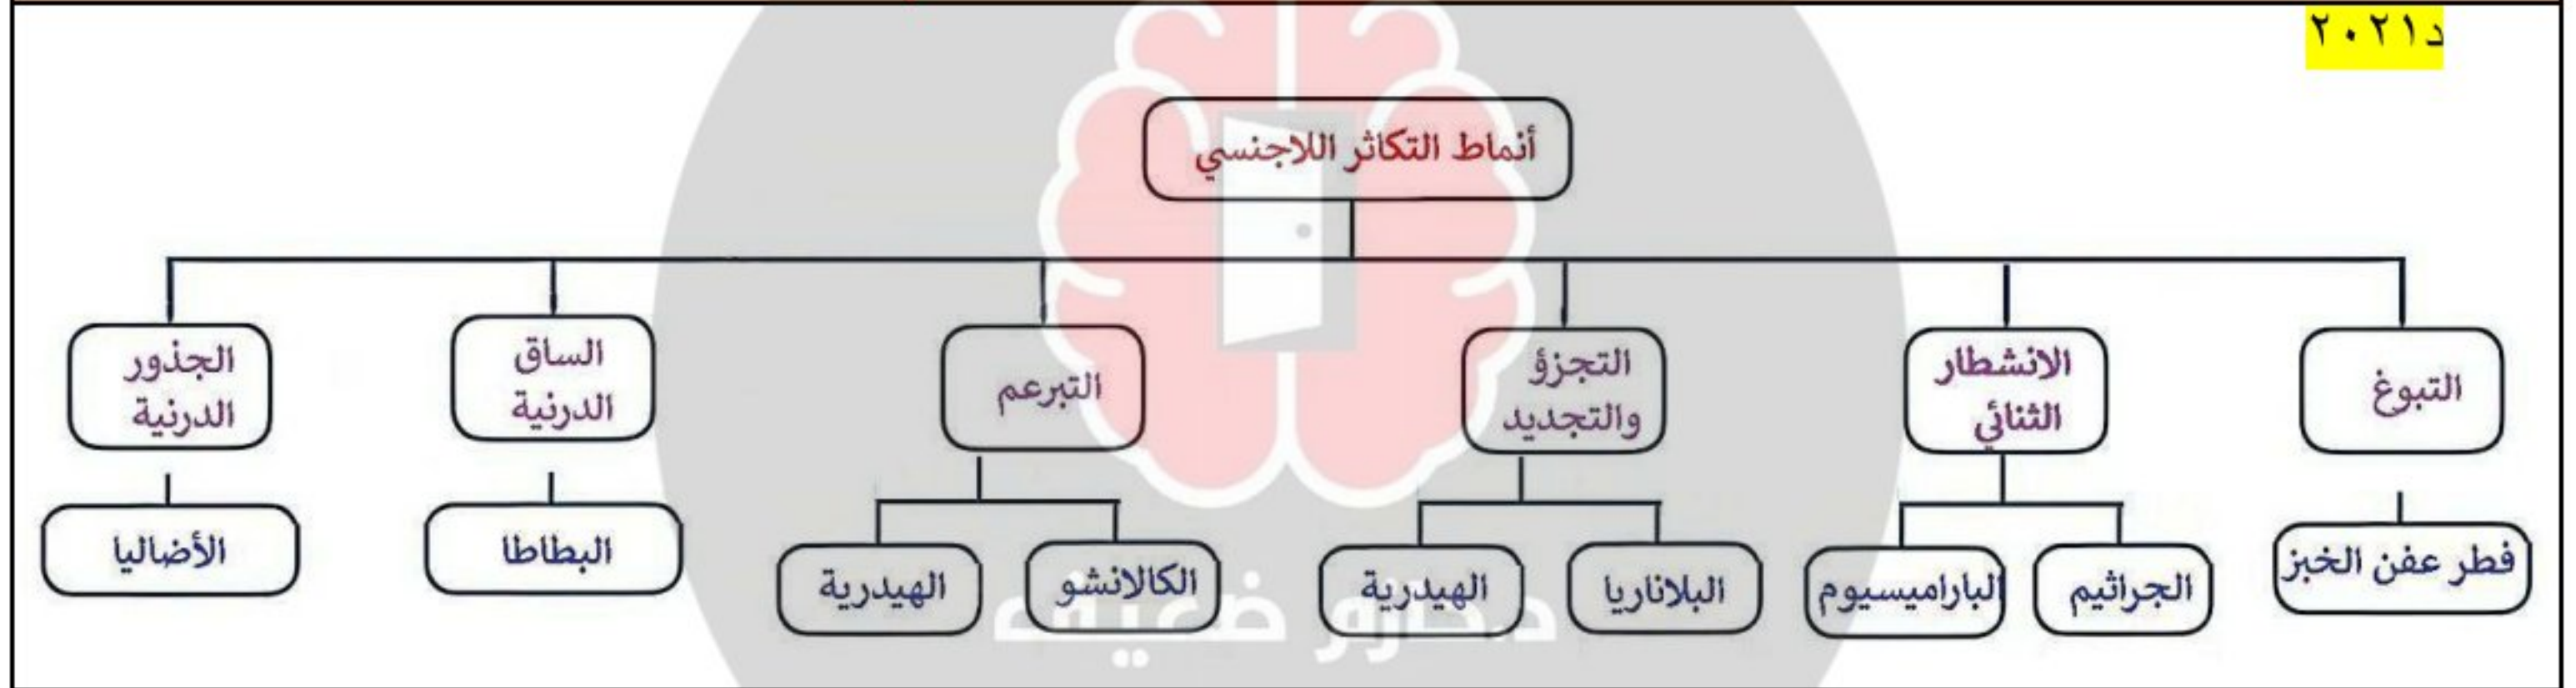 د٢٠٢١
أنماط التكاثر اللاجنسي
التبوغ
الانشطار
الثنائي
التجزؤ
والتجديد
التبرعم
الساق
الدرنية
الجذور
الدرنية
فطر عفن الخبز
الجراثيم
الباراميسيوم
البلاناريا
الهيدرية
الكالانشو
الهيدرية
البطاطا
الأضاليا